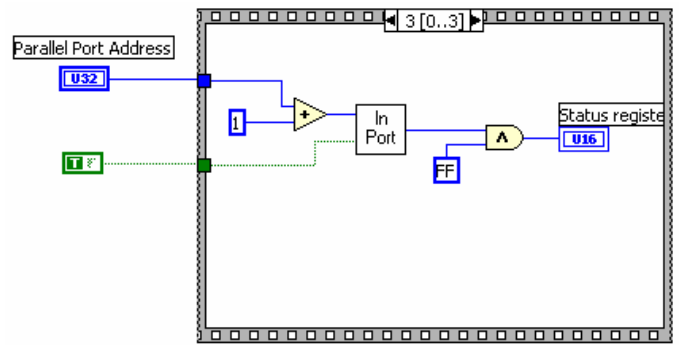 3 [0..3]
Parallel Port Address
U32
1
+
In
Port
Status registe
U16
FF
T F